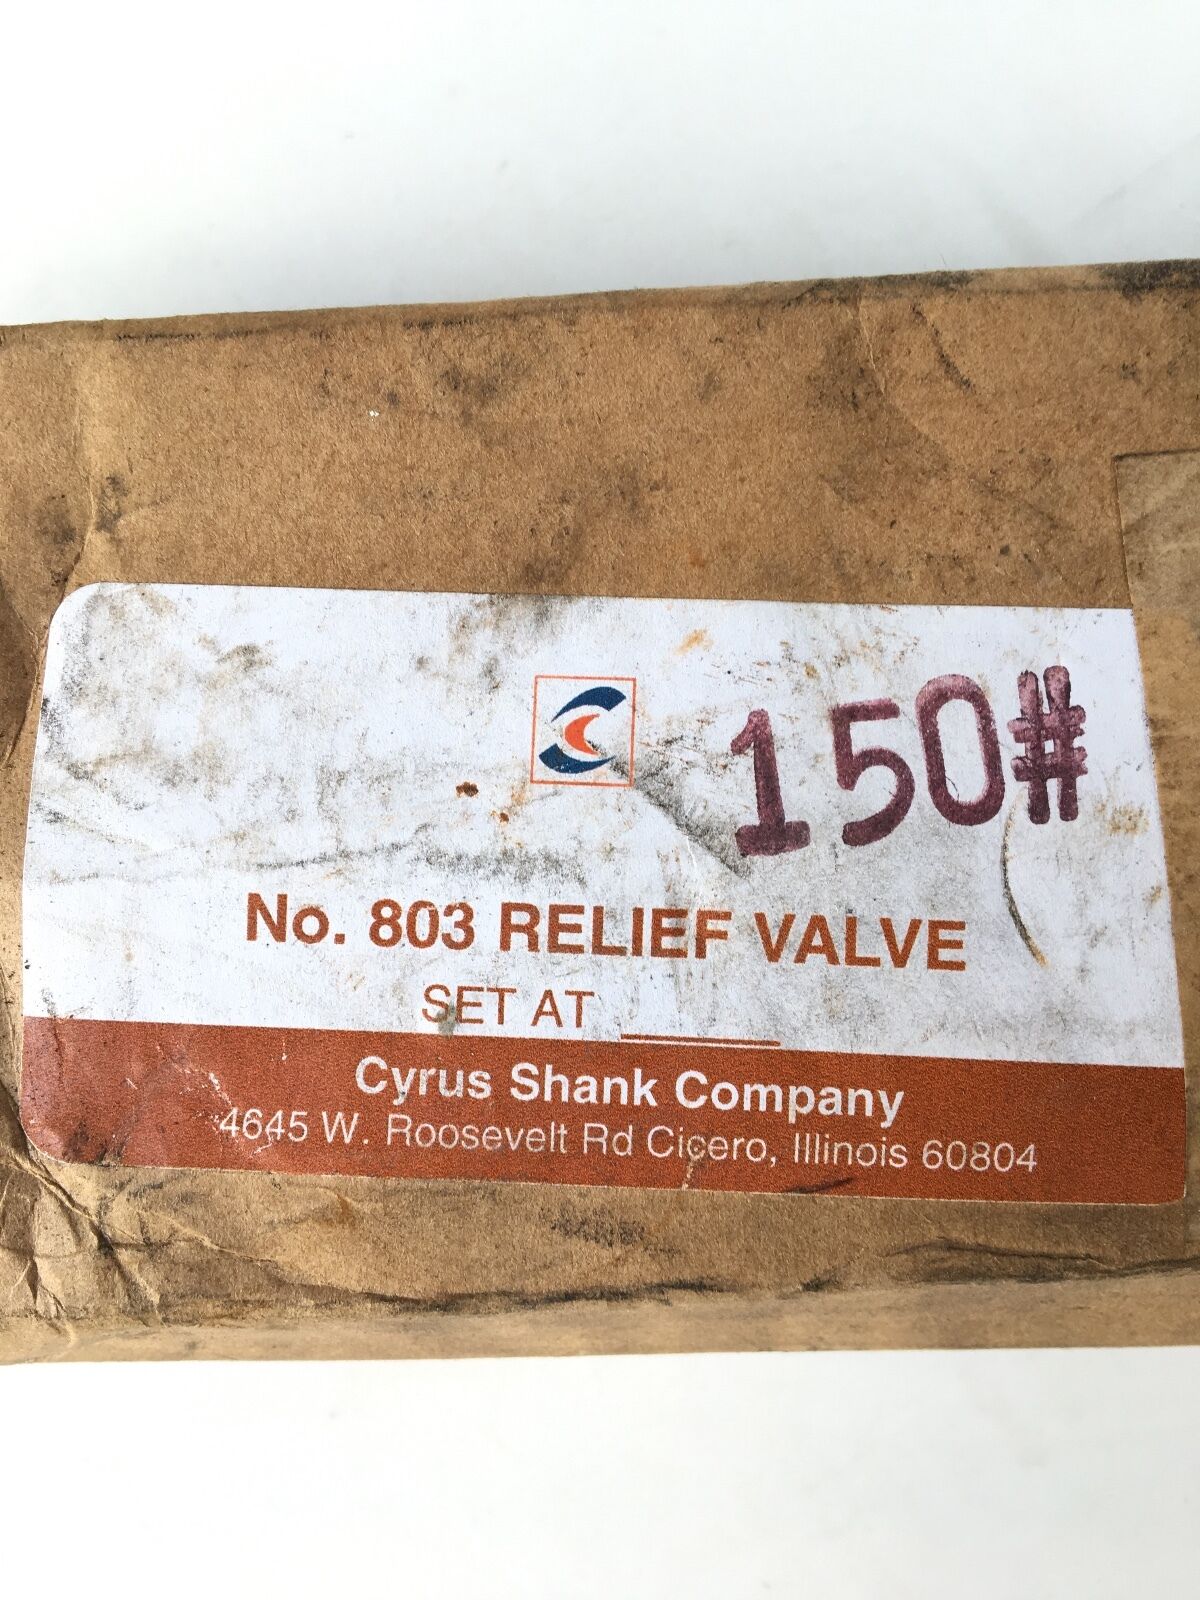 150#
No. 803 RELIEF VALVE
SET AT
Cyrus Shank Company
4645 W. Roosevelt Rd Cicero, Illinois 60804